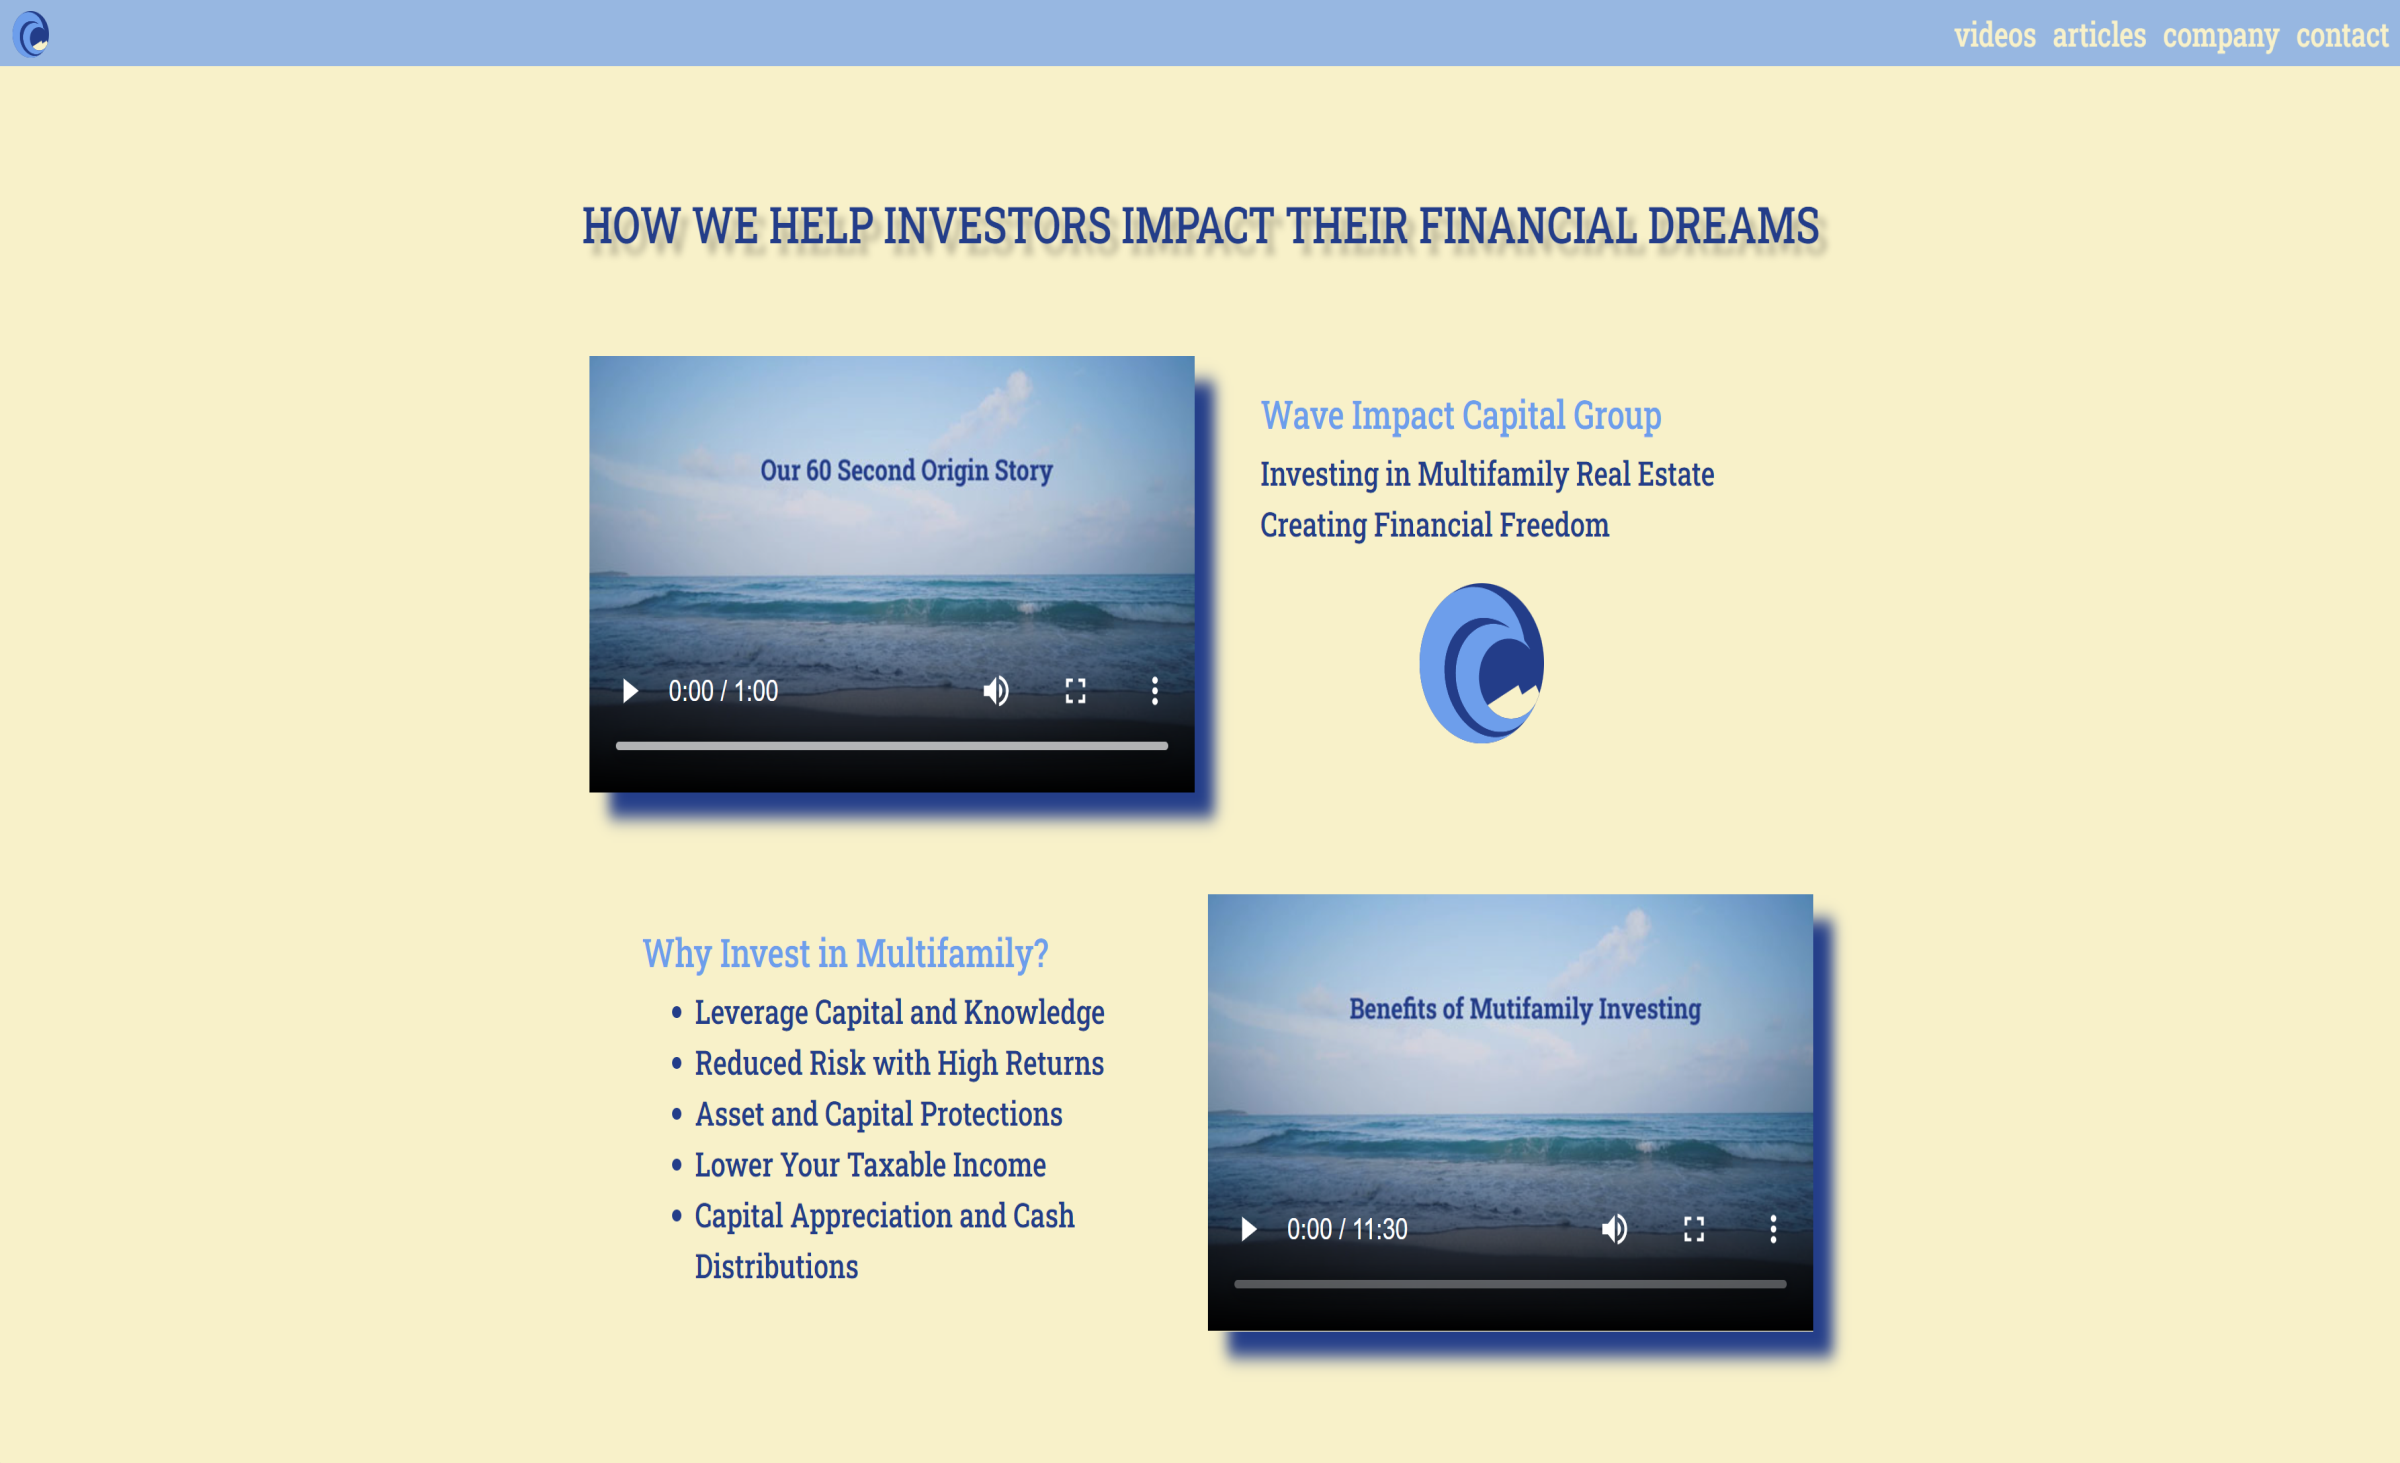 videos articles company contact
HOW WE HELP INVESTORS IMPACT THEIR FINANCIAL DREAMS
Our 60 Second Origin Story
0:00 / 1:00
Wave Impact Capital Group
Investing in Multifamily Real Estate
Creating Financial Freedom
Why Invest in Multifamily?
• Leverage Capital and Knowledge
• Reduced Risk with High Returns
• Asset and Capital Protections
• Lower Your Taxable Income
• Capital Appreciation and Cash
Distributions
Benefits of Mutifamily Investing
0:00 / 11:30